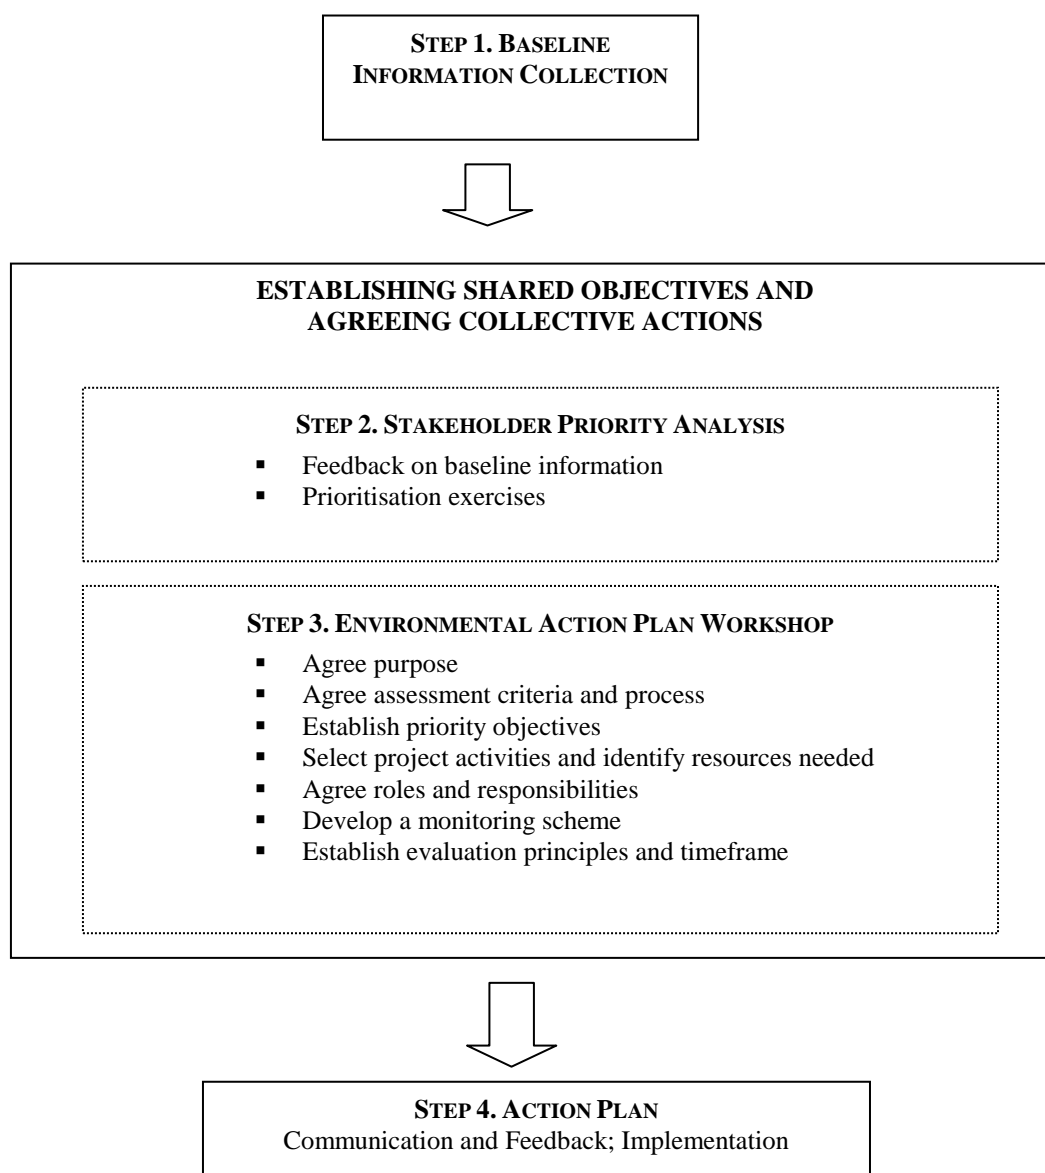 STEP 1. BASELINE
INFORMATION COLLECTION
ESTABLISHING SHARED OBJECTIVES AND
AGREEING COLLECTIVE ACTIONS
STEP 2. STAKEHOLDER PRIORITY ANALYSIS
▪ Feedback on baseline information
▪ Prioritisation exercises
STEP 3. ENVIRONMENTAL ACTION PLAN WORKSHOP
▪ Agree purpose
▪ Agree assessment criteria and process
▪ Establish priority objectives
▪ Select project activities and identify resources needed
▪ Agree roles and responsibilities
▪ Develop a monitoring scheme
▪ Establish evaluation principles and timeframe
STEP 4. ACTION PLAN
Communication and Feedback; Implementation